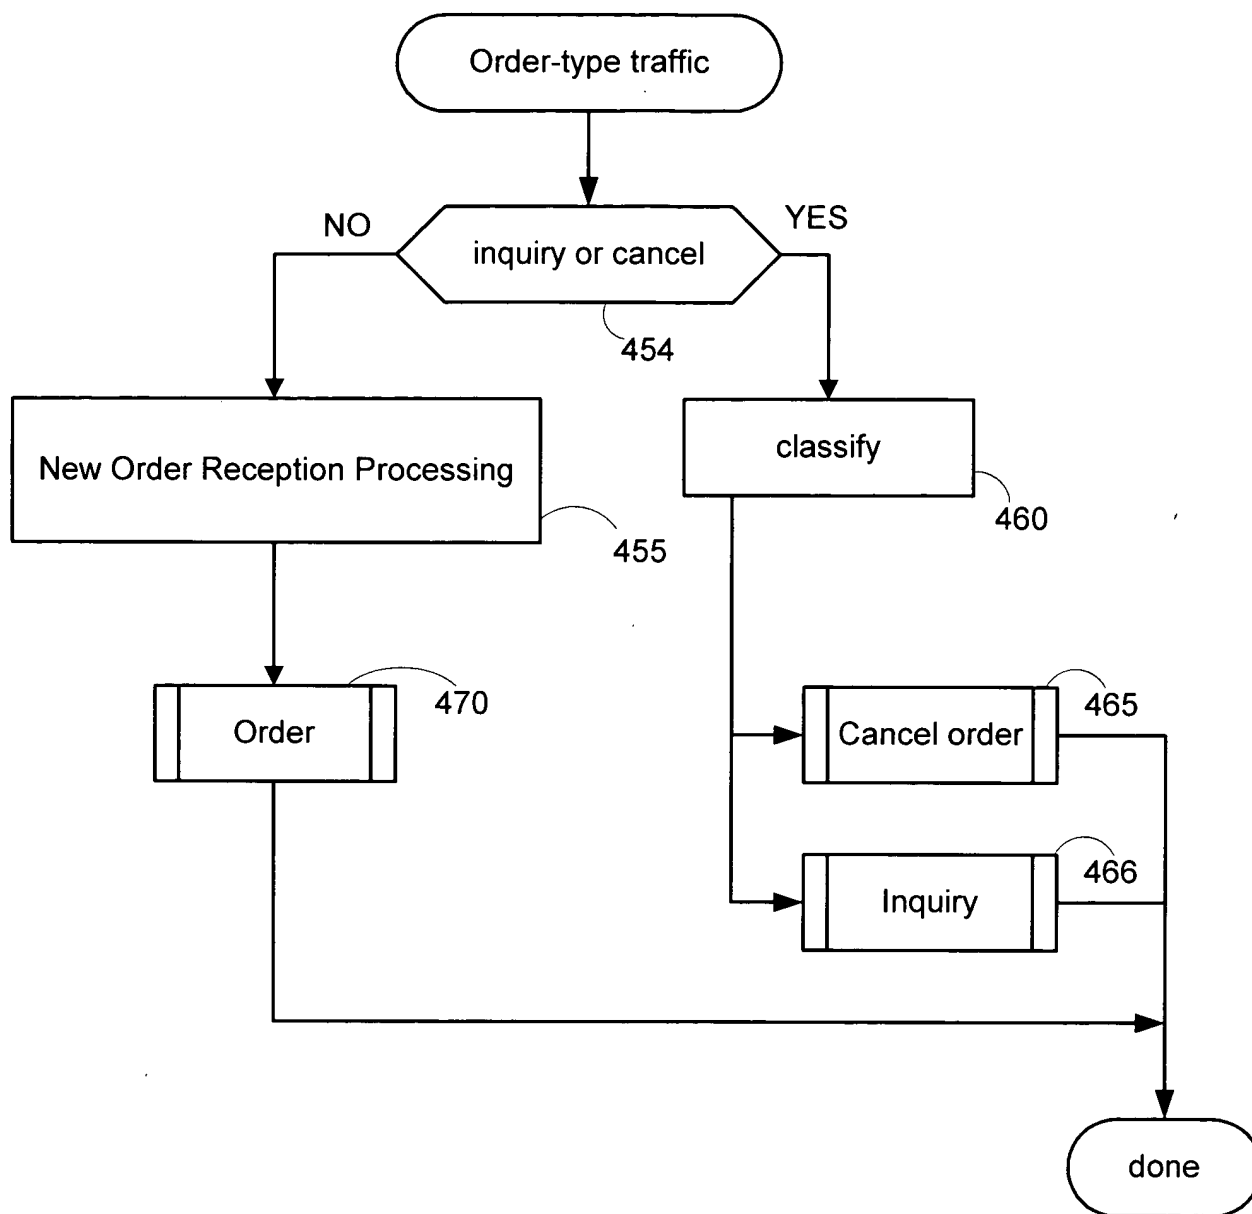 Order-type traffic
NO
YES
inquiry or cancel
454
New Order Reception Processing
classify
460
455
470
Order
465
Cancel order
466
Inquiry
done